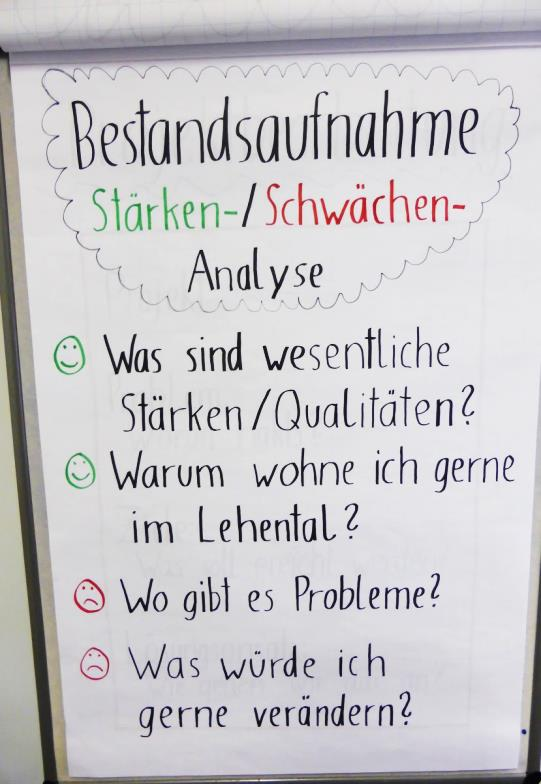 Bestandsaufnahme
Stärken-/Schwächen-
Analyse
Was sind wesentliche
Stärken/Qualitäten?
Warum wohne ich gerne
im Lehental?
Wo gibt es Probleme?
Was würde ich
gerne verändern?